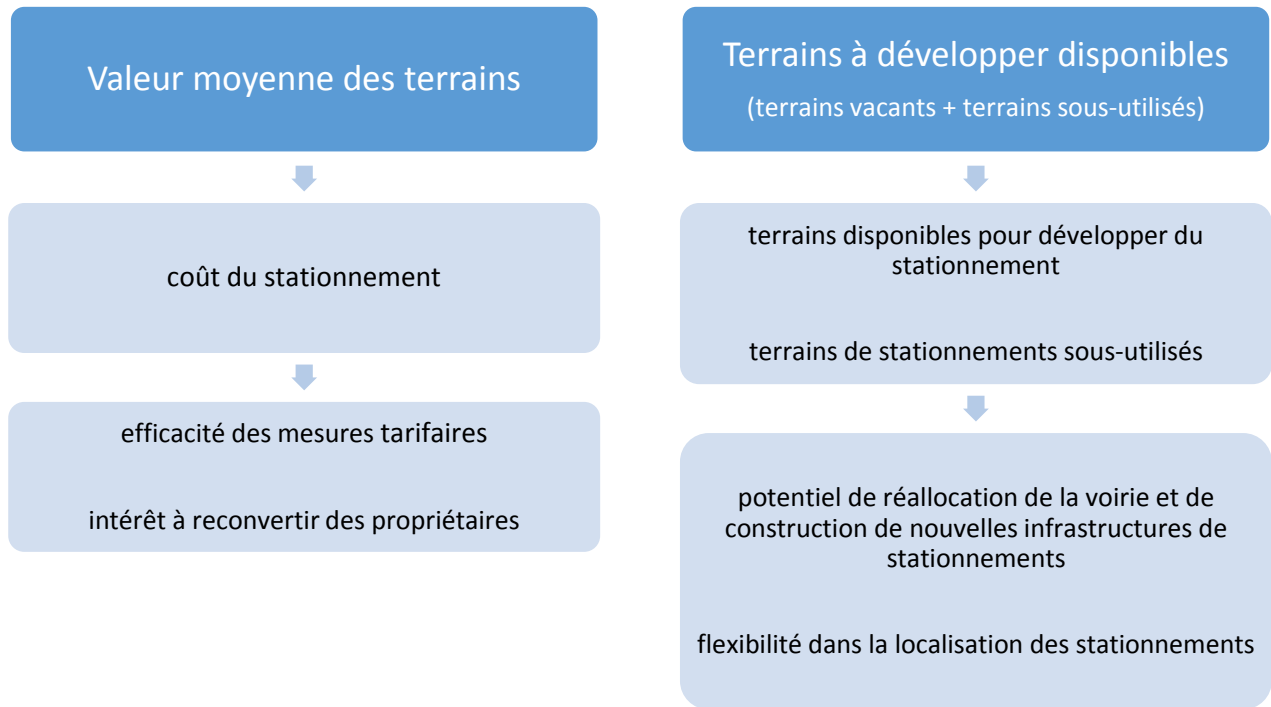 Valeur moyenne des terrains
coût du stationnement
efficacité des mesures tarifaires
intérêt à reconvertir des propriétaires
Terrains à développer disponibles
(terrains vacants + terrains sous-utilisés)
terrains disponibles pour développer du
stationnement
terrains de stationnements sous-utilisés
potentiel de réallocation de la voirie et de
construction de nouvelles infrastructures de
stationnements
flexibilité dans la localisation des stationnements